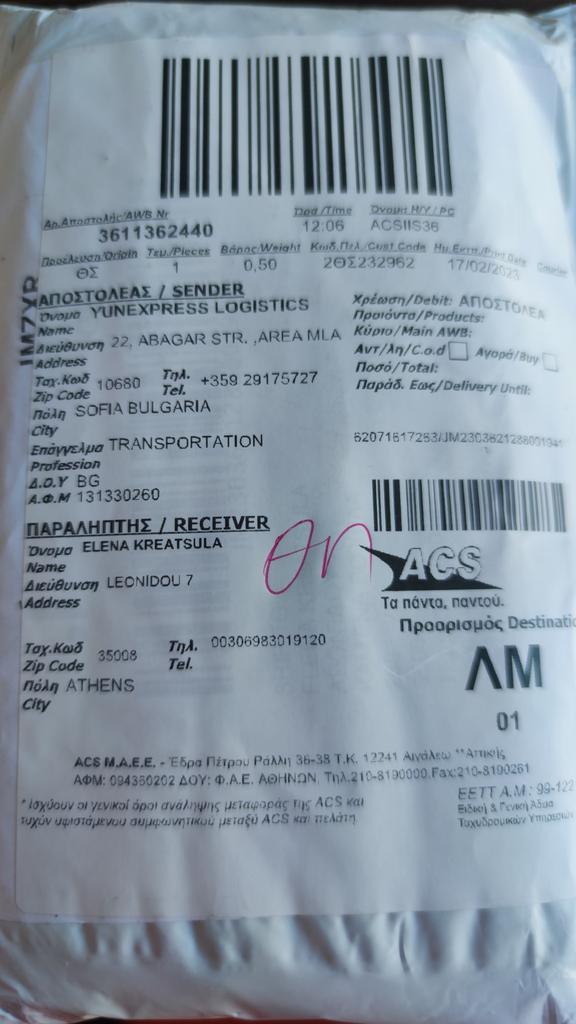 Αρ.Αποστολής/AWB Nr
3611362440
Ώρα /Time
12:06
Όνομα Η/Υ / PC
ACSIIS36
Προέλευση/Origin Τεμ./Pieces Βάρος/Weight Κωδ.Πελ./Cust.Code Ημ.Εκτπ/Print Date Courier
ΘΣ 1 0,50 2ΘΣ232962 17/02/2023
ΑΠΟΣΤΟΛΕΑΣ / SENDER
Όνομα YUNEXPRESS LOGISTICS
Name
Διεύθυνση 22, ABAGAR STR. ,AREA MLA
Address
Ταχ.Κωδ 10680 Τηλ. +359 29175727
Zip Code Tel.
Πόλη SOFIA BULGARIA
City
Επάγγελμα TRANSPORTATION
Profession
Δ.Ο.Υ BG
Α.Φ.Μ 131330260
Χρέωση/Debit: ΑΠΟΣΤΟΛΕΑ
Προιόντα/Products:
Κύριο/Main AWB:
Αντ/λη/C.o.d Αγορά/Buy
Ποσό/Total:
Παράδ. Εως/Delivery Until:
ΠΑΡΑΛΗΠΤΗΣ / RECEIVER
Όνομα ELENA KREATSULA
Name
Διεύθυνση LEONIDOU 7
Address
Ταχ.Κωδ 35008 Τηλ. 00306983019120
Zip Code Tel.
Πόλη ATHENS
City
ACS
Τα πάντα, παντού.
Προορισμός Destinatio
ΛΜ
01
ACS Μ.Α.Ε.Ε. - Έδρα Πέτρου Ράλλη 36-38 Τ.Κ. 12241 Αιγάλεω **Αττικής
ΑΦΜ: 094360202 ΔΟΥ: Φ.Α.Ε. ΑΘΗΝΩΝ, Τηλ.210-8190000,Fax:210-8190261
* Ισχύουν οι γενικοί όροι ανάληψης μεταφοράς της ACS και
τυχών υφιστάμενου συμφωνητικού μεταξύ ACS και πελάτη.
ΕΕΤΤ Α.Μ.: 99-122
Ειδική & Γενική Άδεια
Ταχυδρομικών Υπηρεσιών